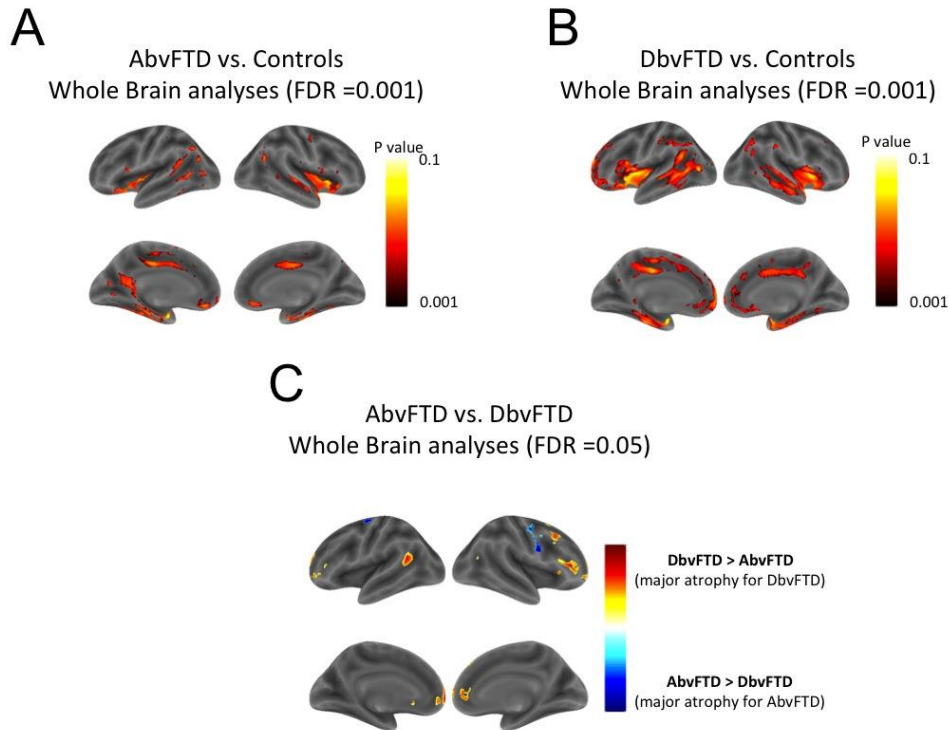 A
AbvFTD vs. Controls
Whole Brain analyses (FDR =0.001)
P value
0.1
0.001
B
DbvFTD vs. Controls
Whole Brain analyses (FDR =0.001)
P value
0.1
0.001
C
AbvFTD vs. DbvFTD
Whole Brain analyses (FDR =0.05)
DbvFTD > AbvFTD
(major atrophy for DbvFTD)
AbvFTD > DbvFTD
(major atrophy for AbvFTD)